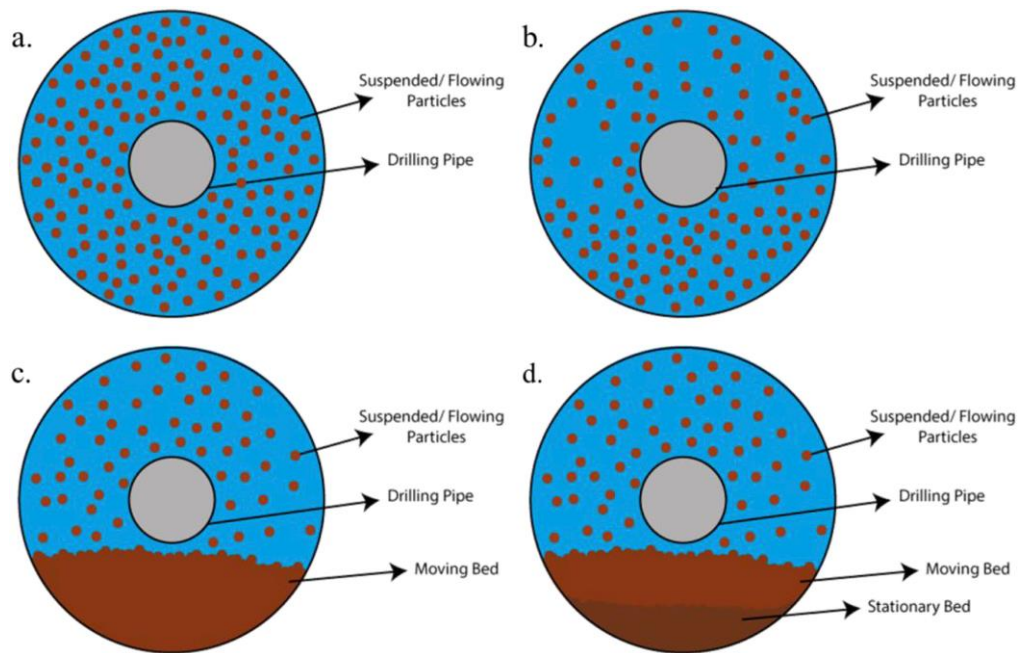 a.
Suspended/ Flowing
Particles
Drilling Pipe
b.
Suspended/ Flowing
Particles
Drilling Pipe
c.
Suspended/ Flowing
Particles
Drilling Pipe
Moving Bed
d.
Suspended/ Flowing
Particles
Drilling Pipe
Moving Bed
Stationary Bed